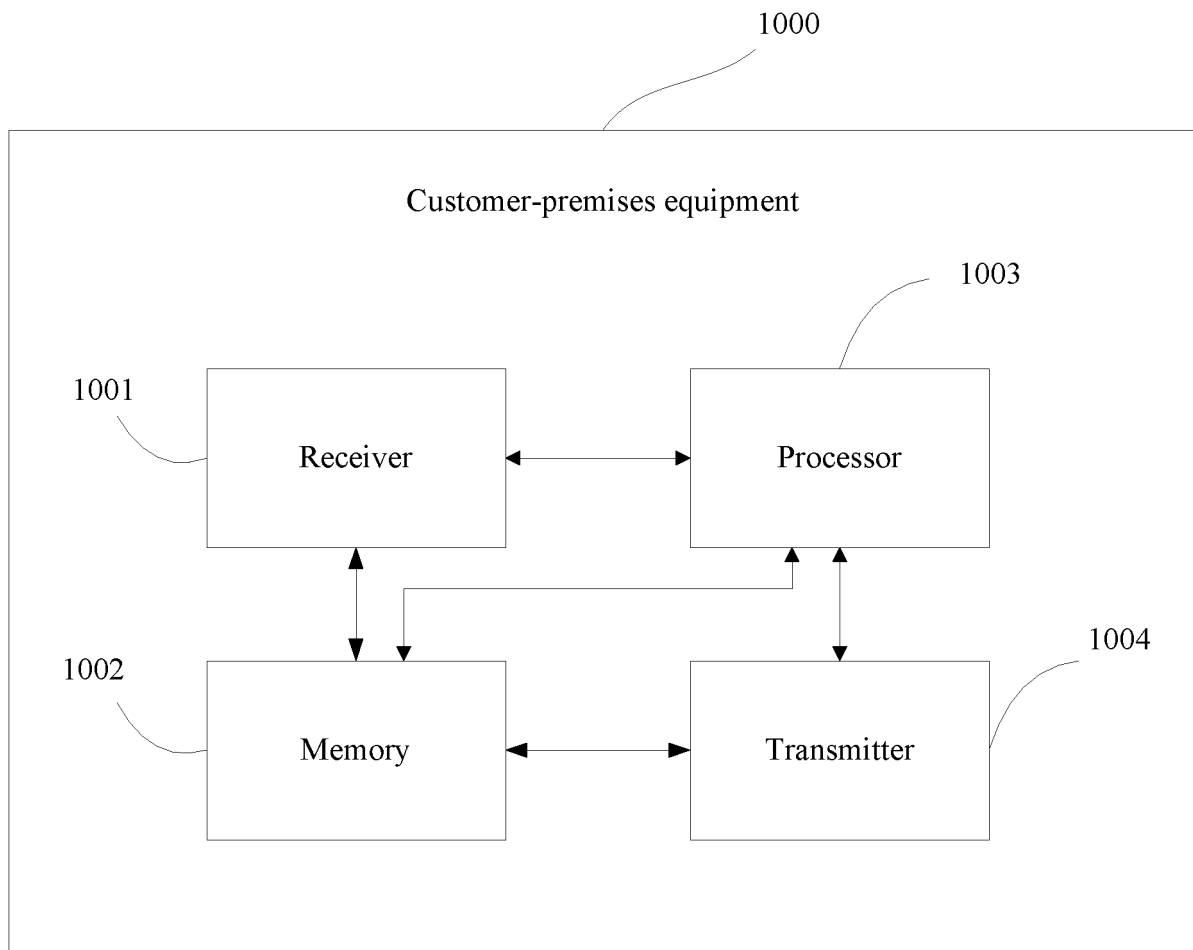 1000
Customer-premises equipment
1003
1001
Receiver
Processor
1002
1004
Memory
Transmitter